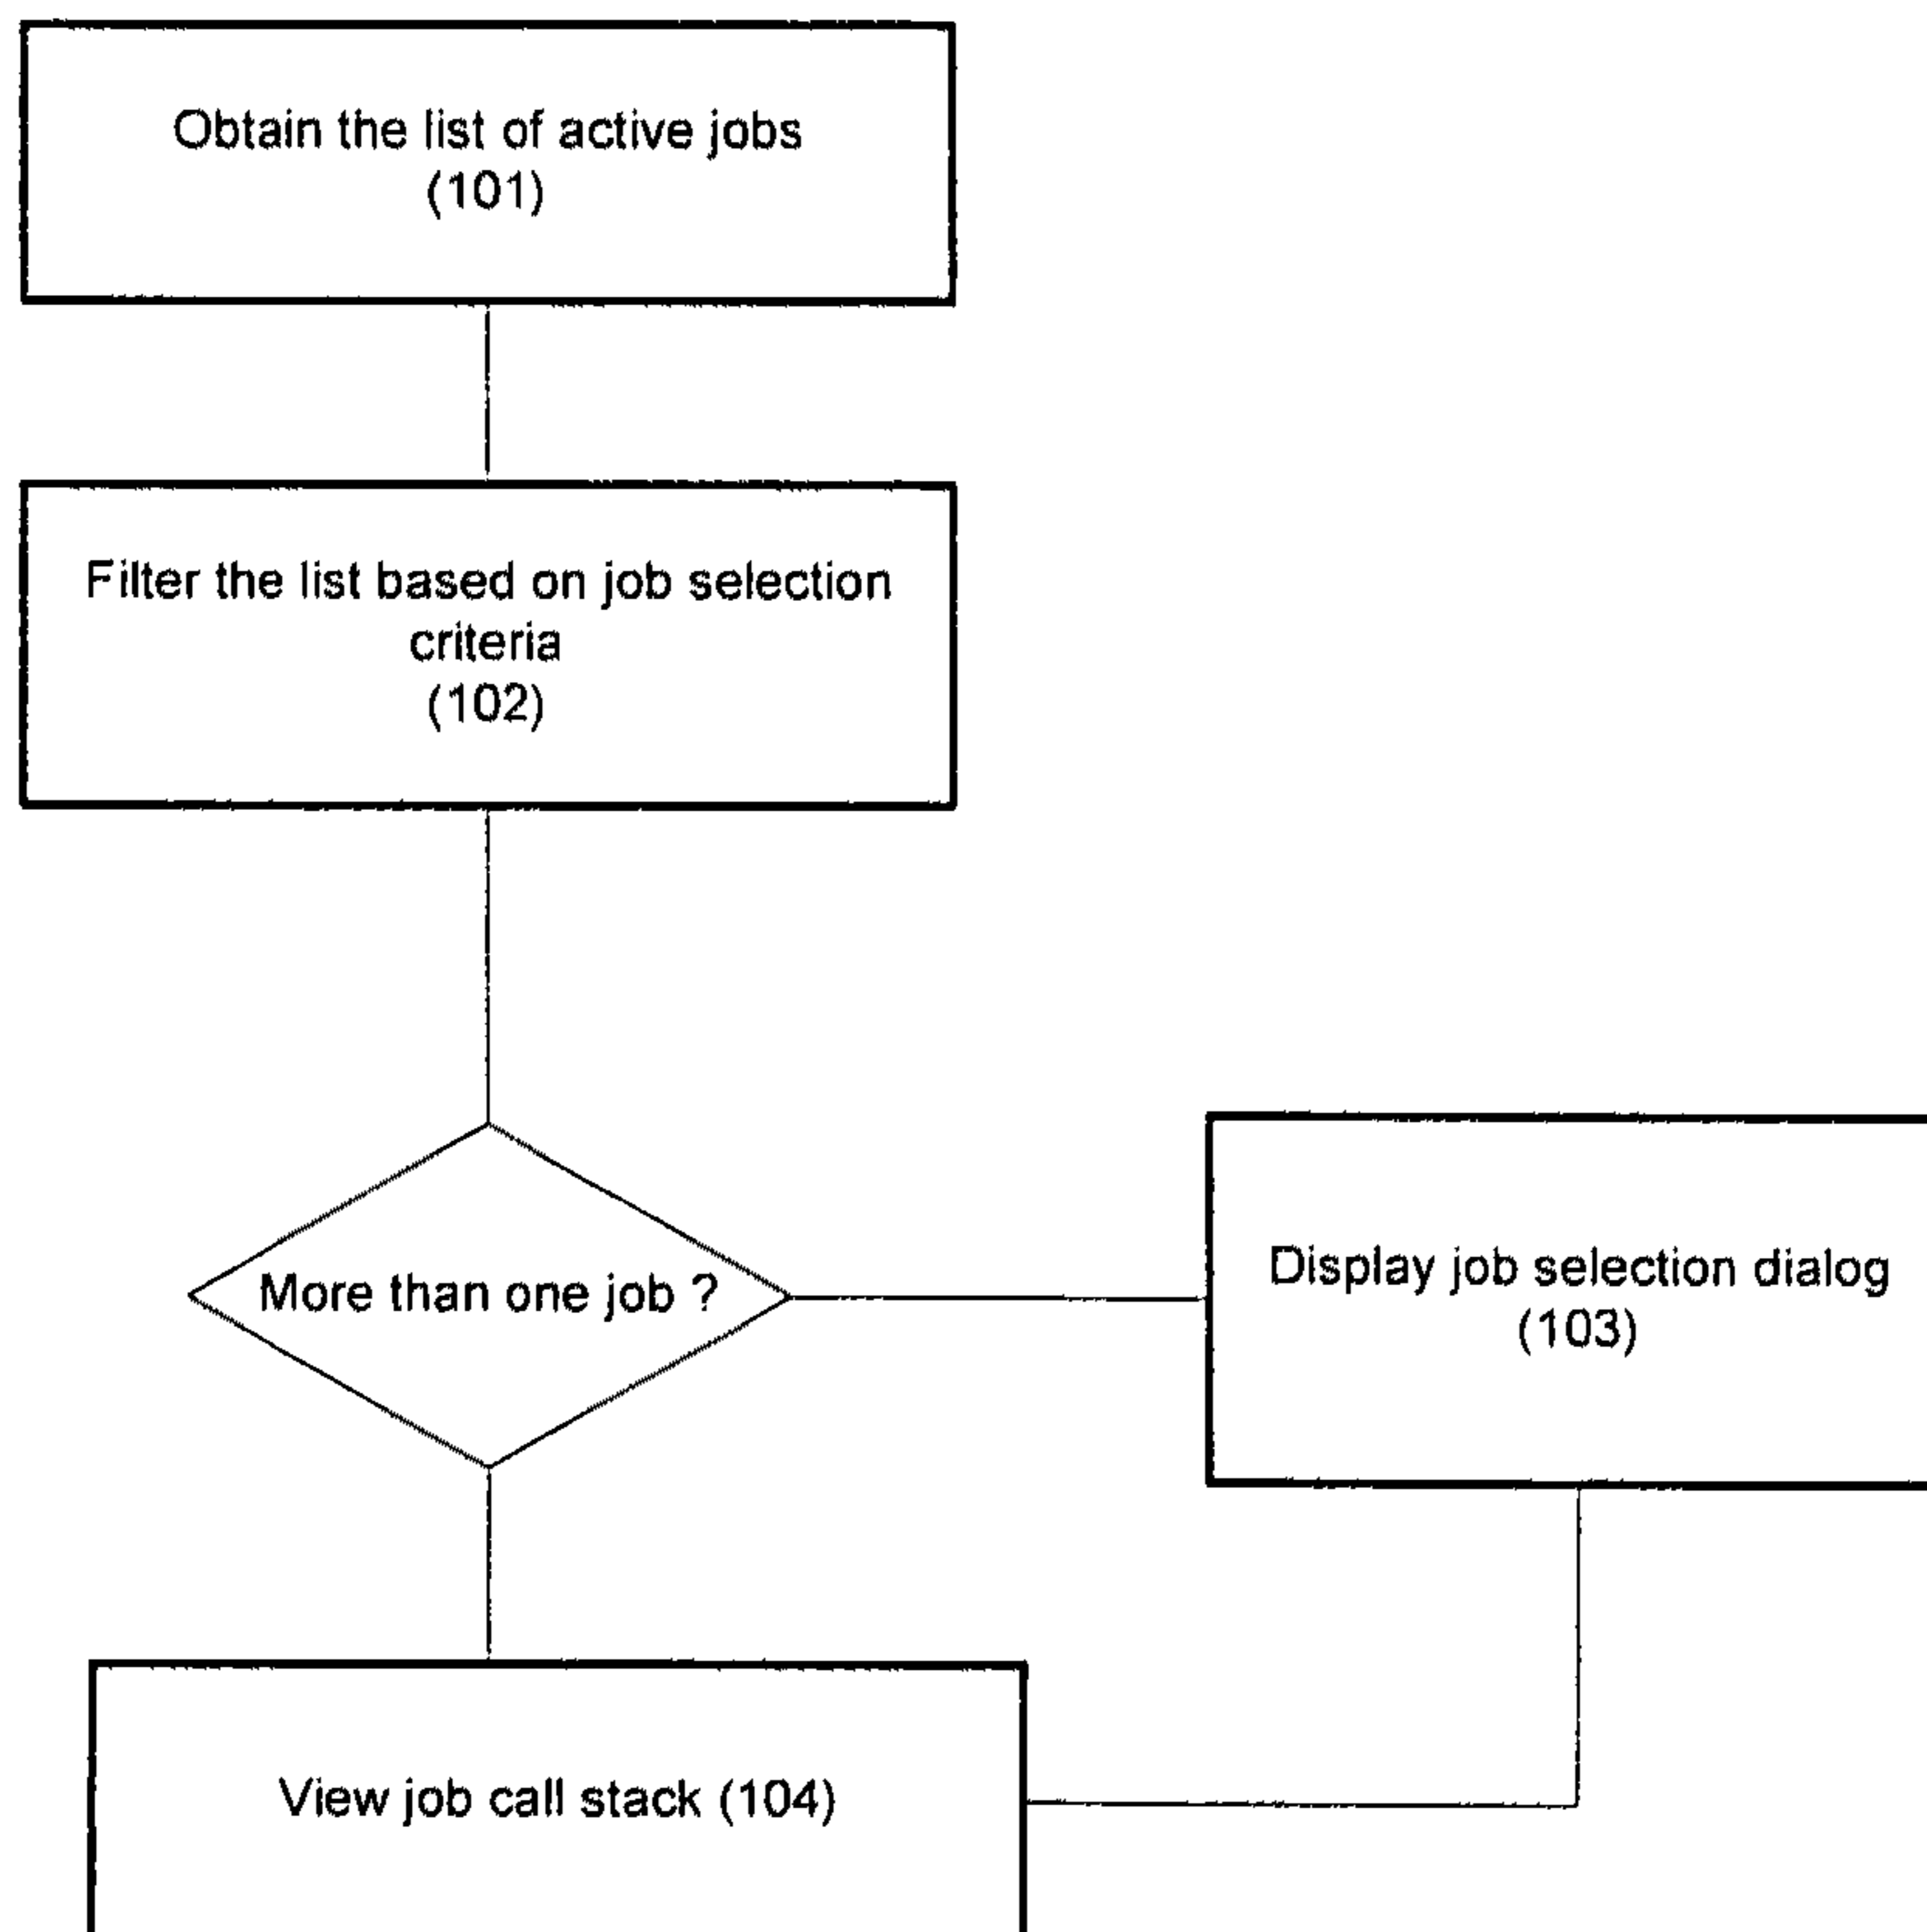 Obtain the list of active jobs
(101)
Filter the list based on job selection
criteria
(102)
More than one job ?
Display job selection dialog
(103)
View job call stack (104)